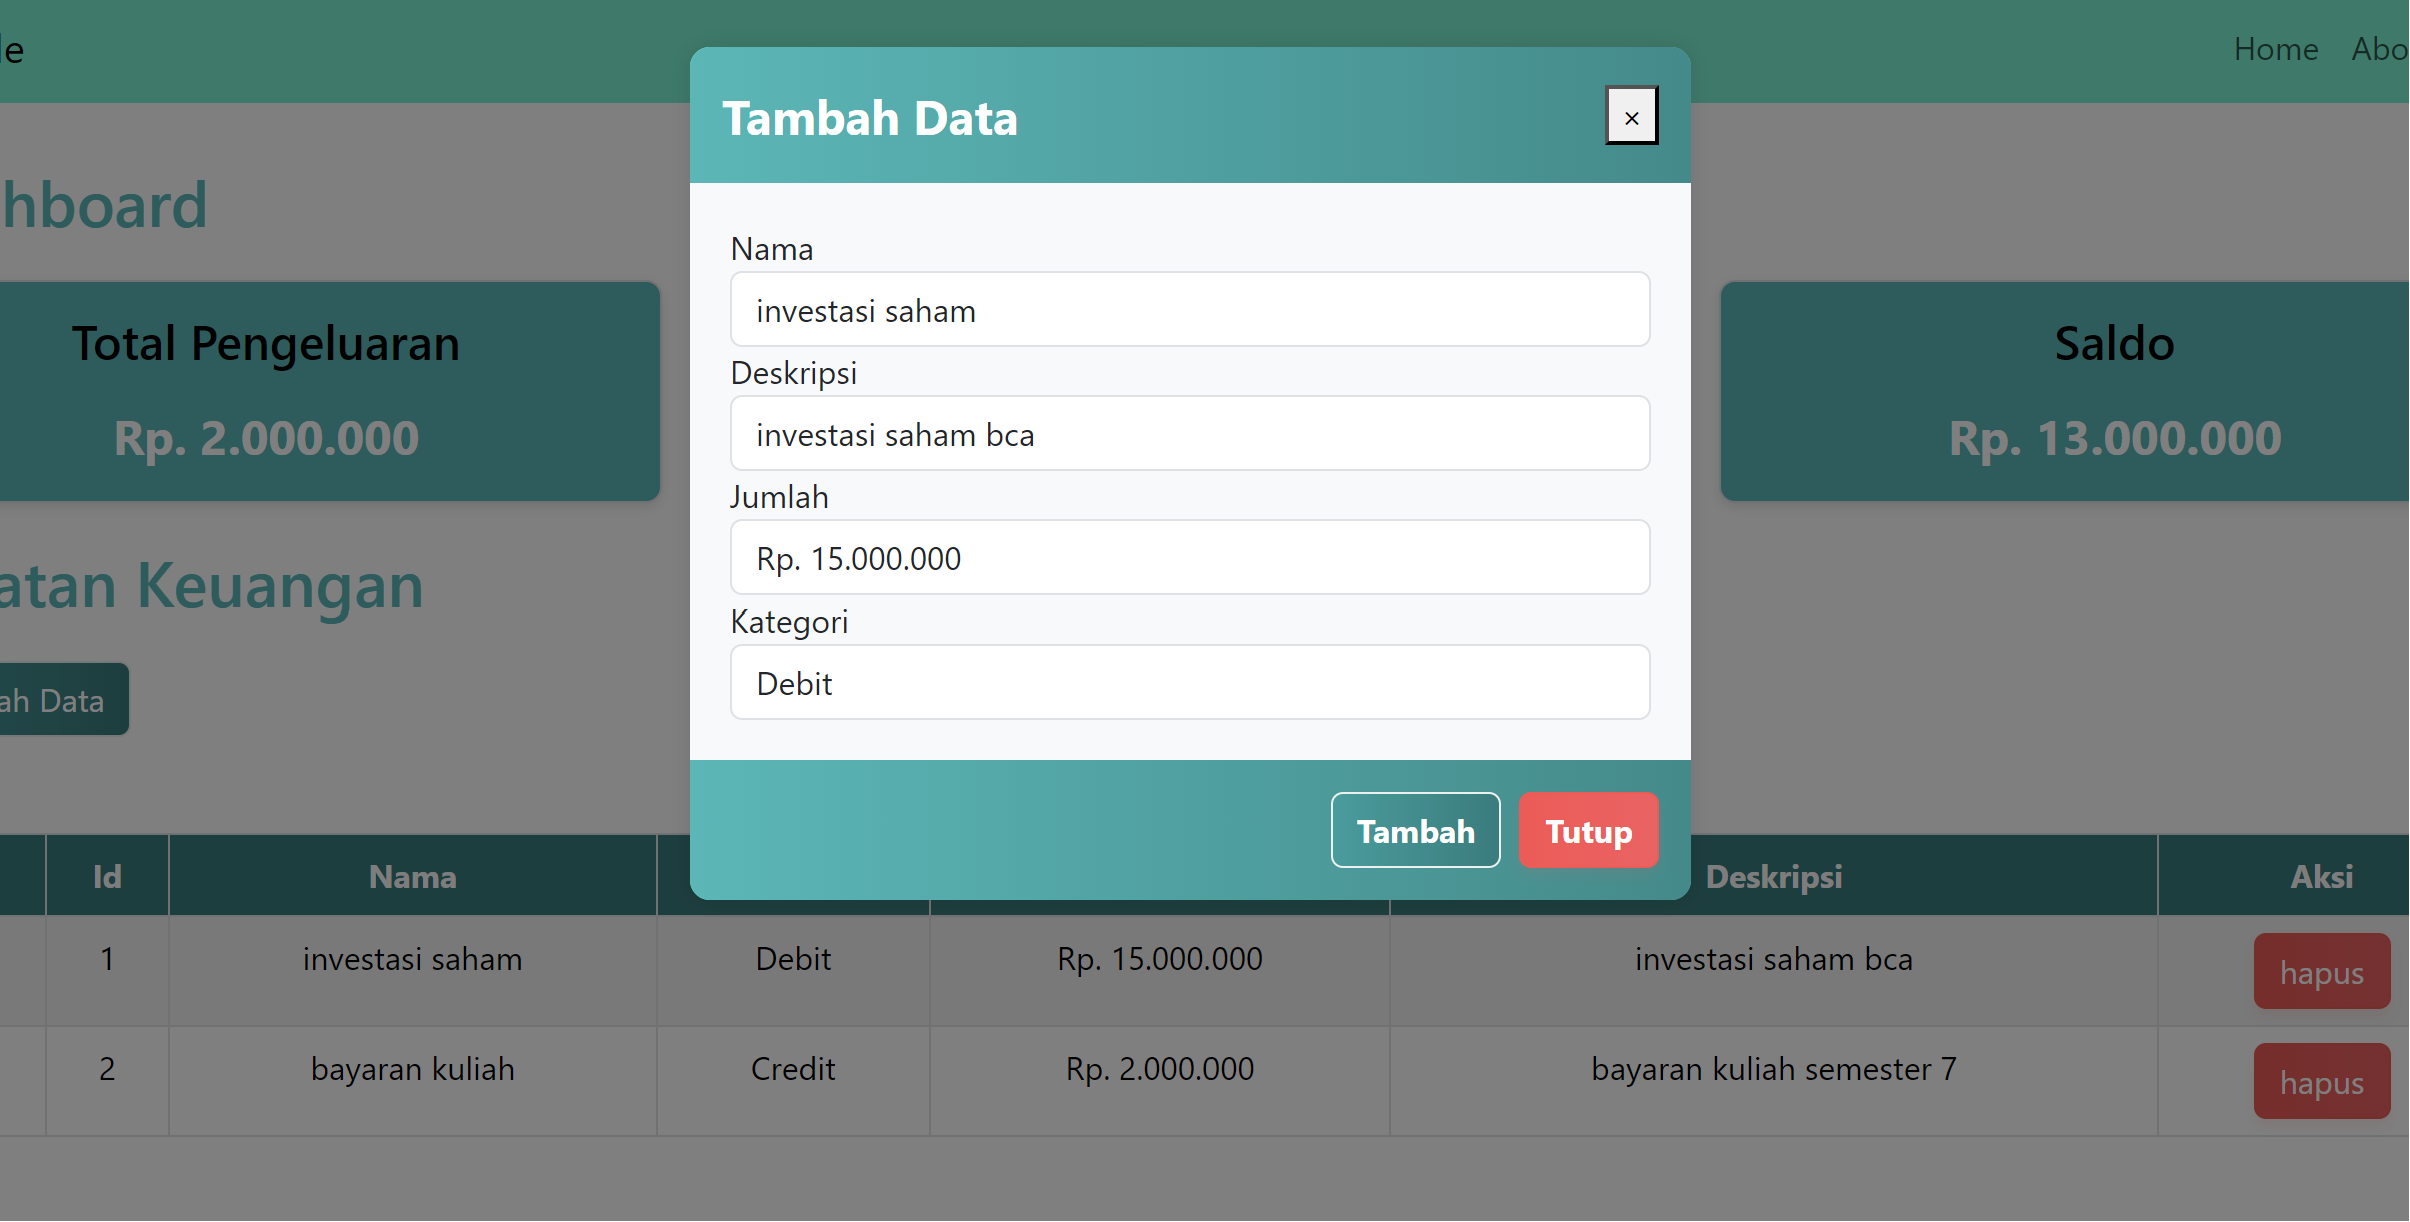 le
Home Abo
hboard
Total Pengeluaran
Rp. 2.000.000
Saldo
Rp. 13.000.000
atan Keuangan
ah Data
Tambah Data
×
Nama
investasi saham
Deskripsi
investasi saham bca
Jumlah
Rp. 15.000.000
Kategori
Debit
Tambah Tutup
Id Nama Deskripsi Aksi
1 investasi saham Debit Rp. 15.000.000 investasi saham bca hapus
2 bayaran kuliah Credit Rp. 2.000.000 bayaran kuliah semester 7 hapus